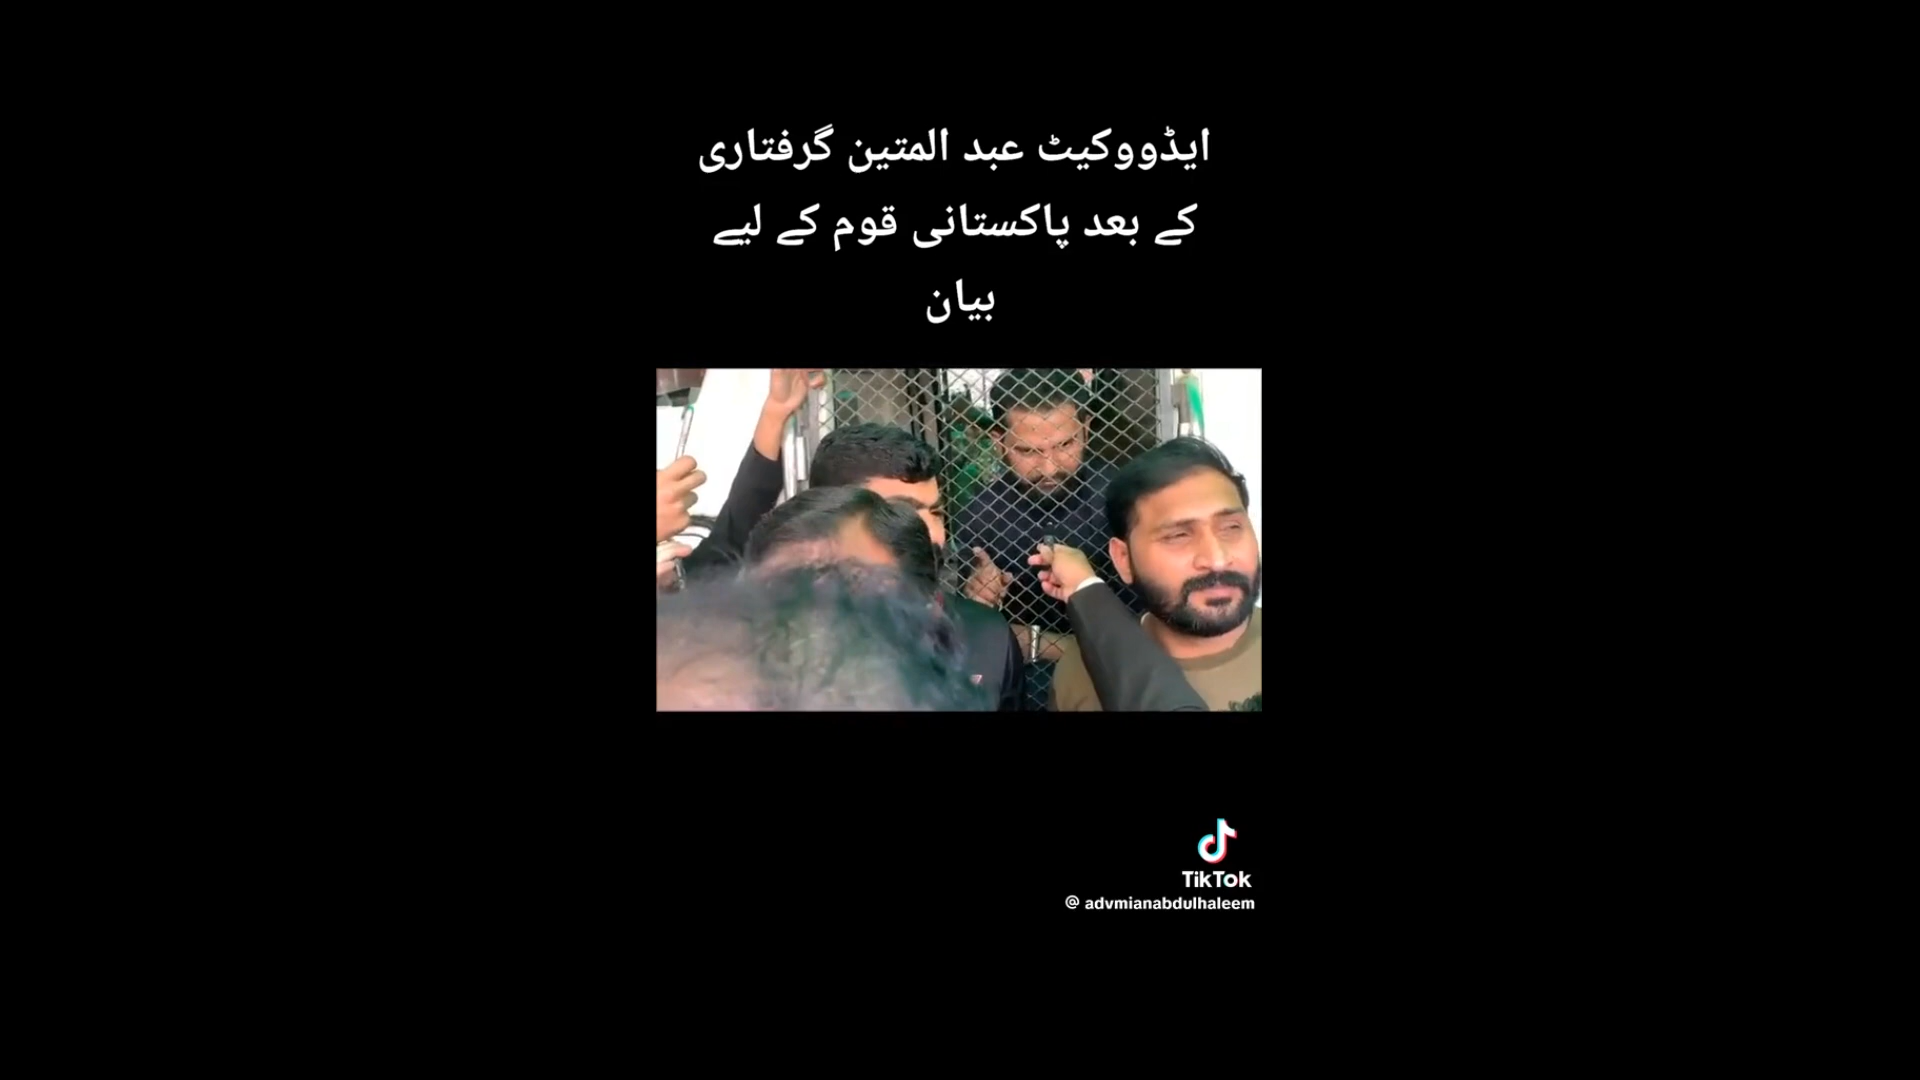 ایڈووکیٹ عبد المتین گرفتاری
کے بعد پاکستانی قوم کے لیے
بیان
TikTok
@ advmianabdulhaleem